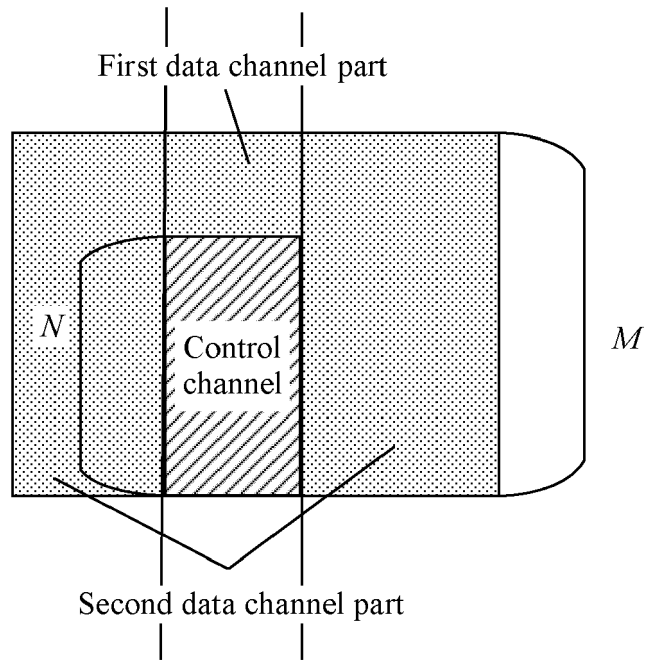 First data channel part
N
Control
channel
M
Second data channel part